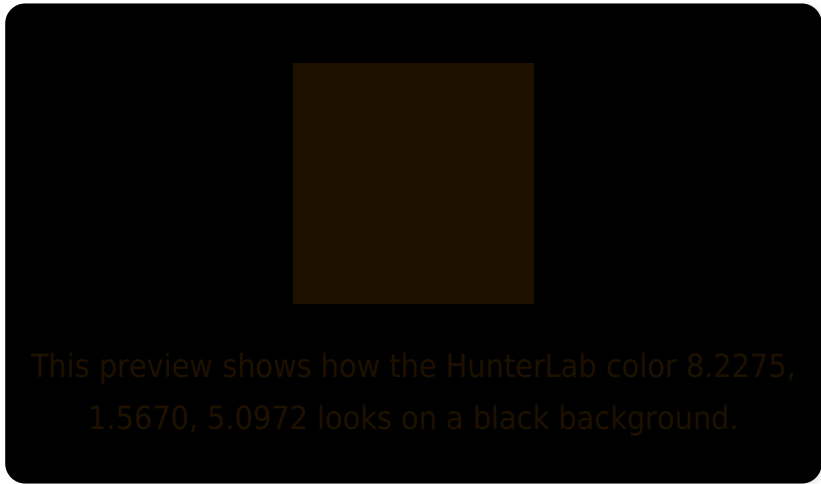 This preview shows how the HunterLab color 8.2275,
1.5670, 5.0972 looks on a black background.